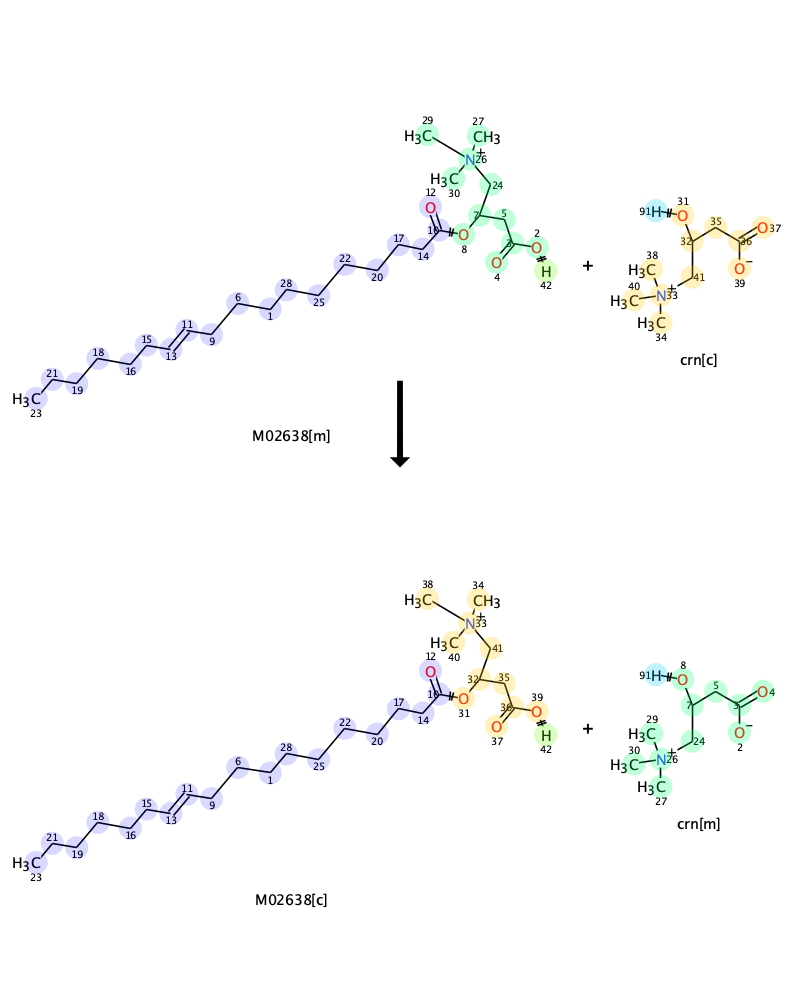 29 27
H₃C CH₃
N⁺ 26
H₃C
30 24
12
O
10 O 7 5 2
8 3 O
17 14 O H
4 42
22 20
28 25
6 1
11 9
15 13
18 16
21 19
H₃C
23
M02638[m]
+
91 H O 31
35
32 36 O 37
38
H₃C O⁻
40 39
H₃C N⁺ 33 41
H₃C
34
crn[c]
38 34
H₃C CH₃
N⁺ 33
H₃C
40 41
12
O
10 O 32 35 39
31 36 O
17 14 O H
37 42
22 20
28 25
6 1
11 9
15 13
18 16
21 19
H₃C
23
M02638[c]
+
91 H O 8
5
7 3 O 4
29
H₃C O⁻
30 2
H₃C N⁺ 26 24
H₃C
27
crn[m]